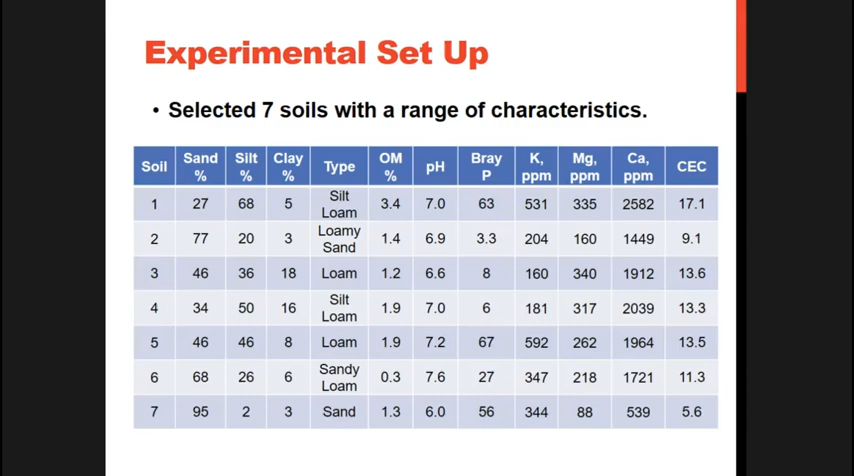 Experimental Set Up
• Selected 7 soils with a range of characteristics.
Soil Sand % Silt % Clay % Type OM % pH Bray P K, ppm Mg, ppm Ca, ppm CEC
1 27 68 5 Silt Loam 3.4 7.0 63 531 335 2582 17.1
2 77 20 3 Loamy Sand 1.4 6.9 3.3 204 160 1449 9.1
3 46 36 18 Loam 1.2 6.6 8 160 340 1912 13.6
4 34 50 16 Silt Loam 1.9 7.0 6 181 317 2039 13.3
5 46 46 8 Loam 1.9 7.2 67 592 262 1964 13.5
6 68 26 6 Sandy Loam 0.3 7.6 27 347 218 1721 11.3
7 95 2 3 Sand 1.3 6.0 56 344 88 539 5.6